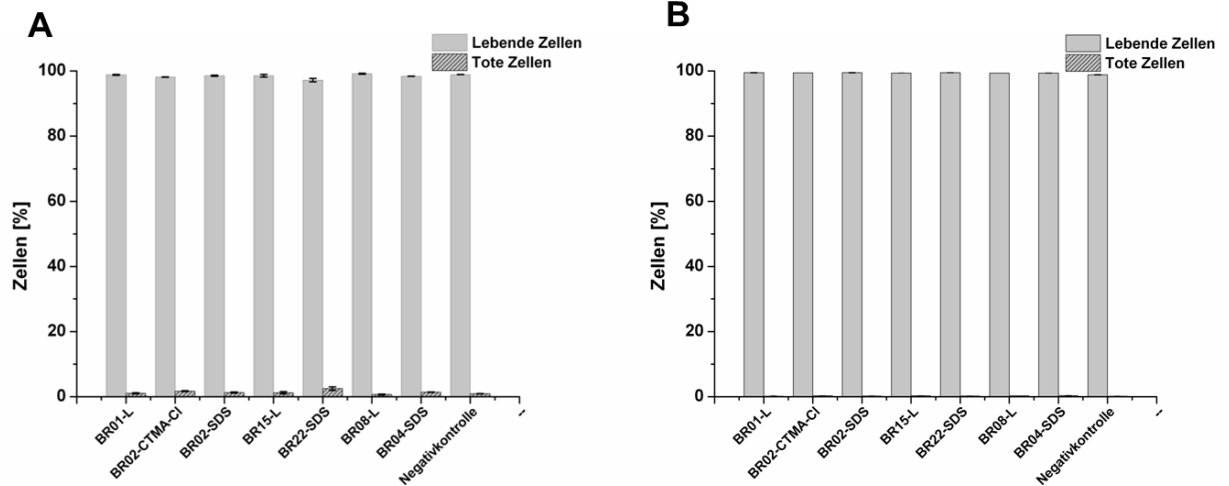 A
Lebende Zellen
Tote Zellen
Zellen [%]
100
80
60
40
20
0
BR01-L
BR02-CTMA-Cl
BR02-SDS
BR15-L
BR22-SDS
BR08-L
BR04-SDS
Negativkontrolle
--
B
Lebende Zellen
Tote Zellen
Zellen [%]
100
80
60
40
20
0
BR01-L
BR02-CTMA-Cl
BR02-SDS
BR15-L
BR22-SDS
BR08-L
BR04-SDS
Negativkontrolle
--